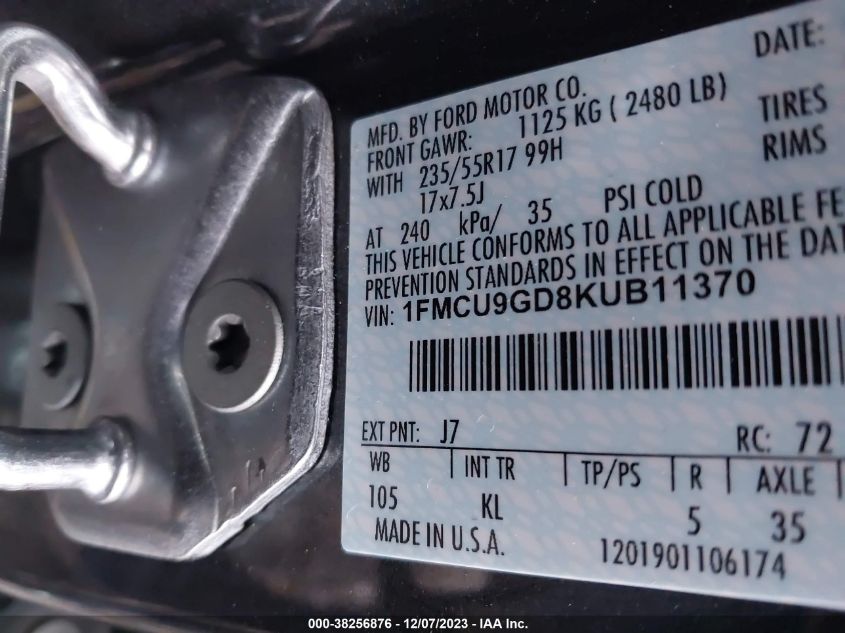 DATE:
MFD. BY FORD MOTOR CO.
FRONT GAWR: 1125 KG ( 2480 LB) TIRES
WITH 235/55R17 99H RIMS
17x7.5J
AT 240 kPa/ 35 PSI COLD
THIS VEHICLE CONFORMS TO ALL APPLICABLE FE
PREVENTION STANDARDS IN EFFECT ON THE DAT
VIN: 1FMCU9GD8KUB11370
EXT PNT: J7 RC: 72
WB INT TR TP/PS R AXLE
105 KL 5 35
MADE IN U.S.A. 1201901106174
000-38256876 - 12/07/2023 - IAA Inc.